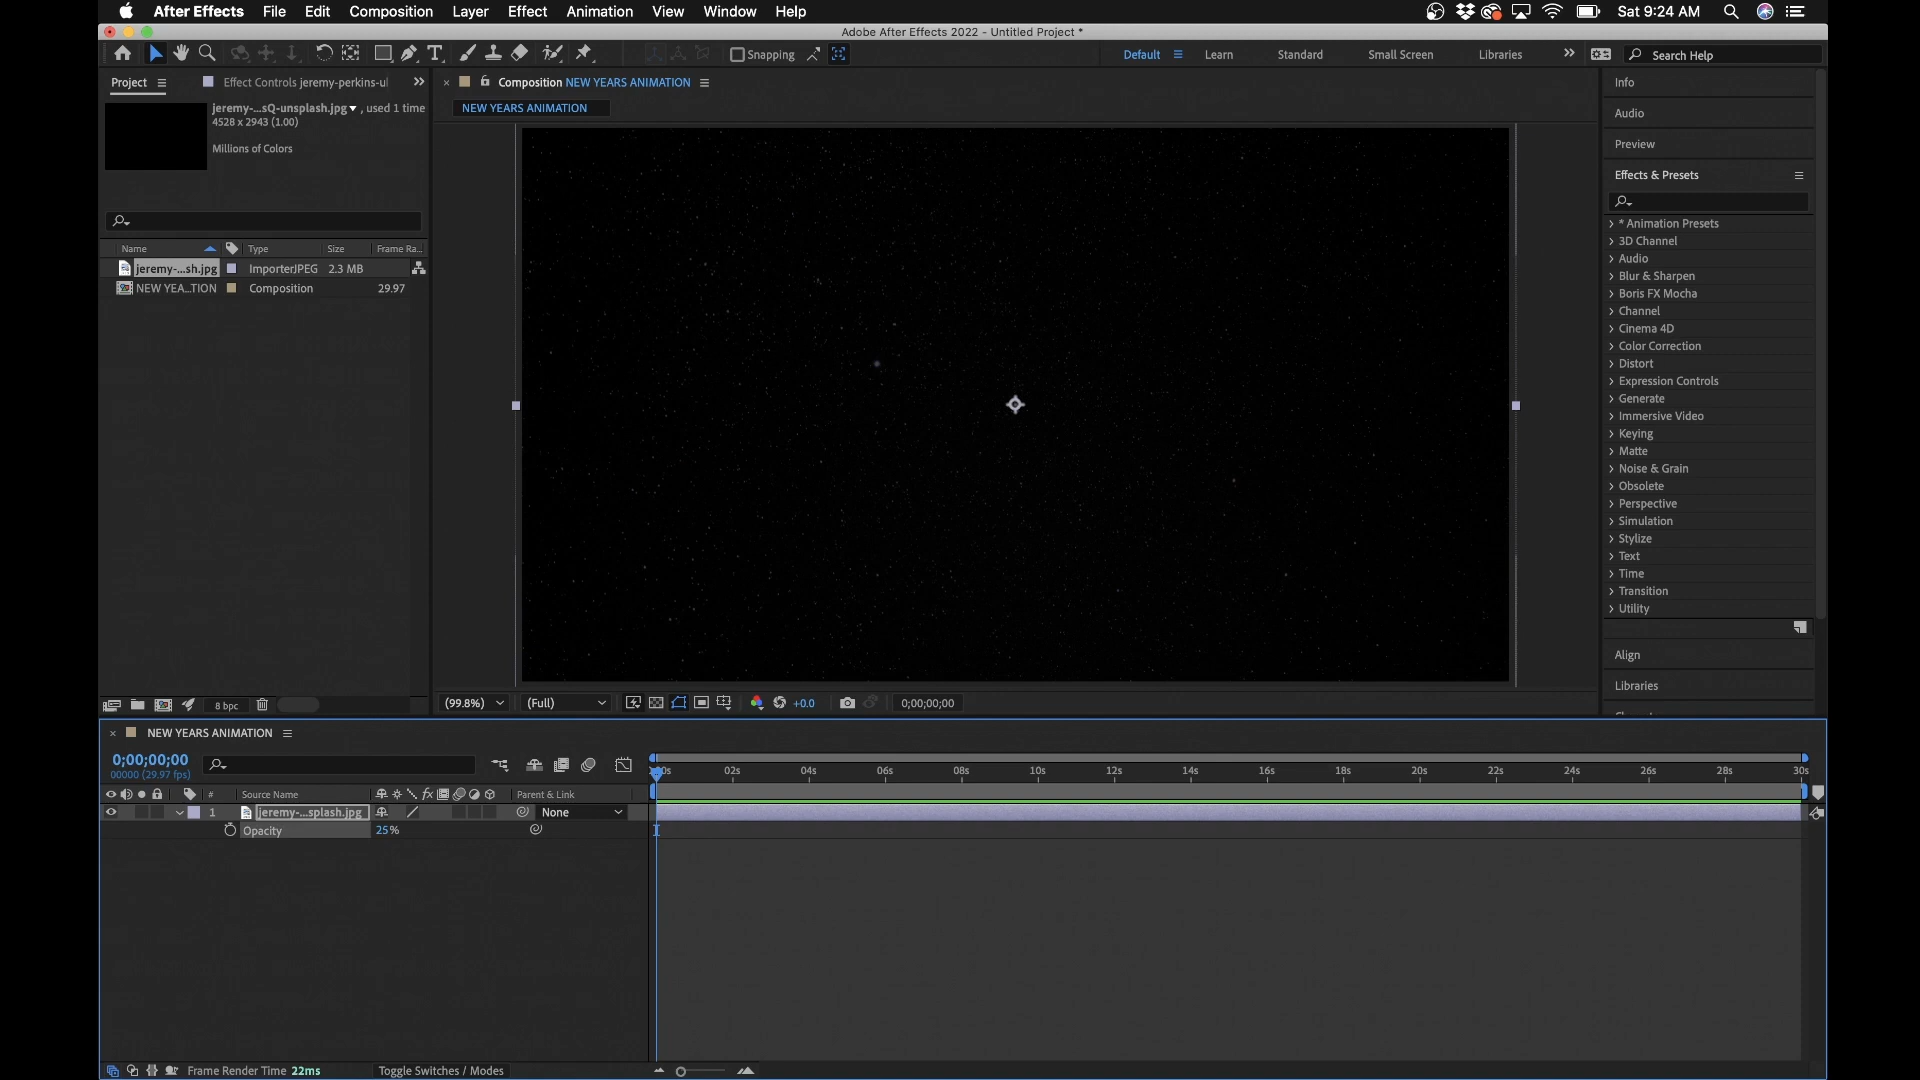 After Effects File Edit Composition Layer Effect Animation View Window Help Sat 9:24 AM
Adobe After Effects 2022 - Untitled Project *
Snapping Default Learn Standard Small Screen Libraries Search Help
Project Effect Controls jeremy-perkins-ul
Composition NEW YEARS ANIMATION
NEW YEARS ANIMATION
jeremy-...sQ-unsplash.jpg , used 1 time
4528 x 2943 (1.00)
Millions of Colors
Name Type Size Frame Ra...
jeremy-...sh.jpg ImporterJPEG 2.3 MB
NEW YEA...TION Composition 29.97
8 bpc
(99.8%) (Full) +0.0 0;00;00;00
Info
Audio
Preview
Effects & Presets
* Animation Presets
3D Channel
Audio
Blur & Sharpen
Boris FX Mocha
Channel
Cinema 4D
Color Correction
Distort
Expression Controls
Generate
Immersive Video
Keying
Matte
Noise & Grain
Obsolete
Perspective
Simulation
Stylize
Text
Time
Transition
Utility
Align
Libraries
NEW YEARS ANIMATION
0;00;00;00
00000 (29.97 fps)
02s 04s 06s 08s 10s 12s 14s 16s 18s 20s 22s 24s 26s 28s 30s
# Source Name fx Parent & Link
1 jeremy-...splash.jpg None
Opacity 25%
Frame Render Time 22ms Toggle Switches / Modes